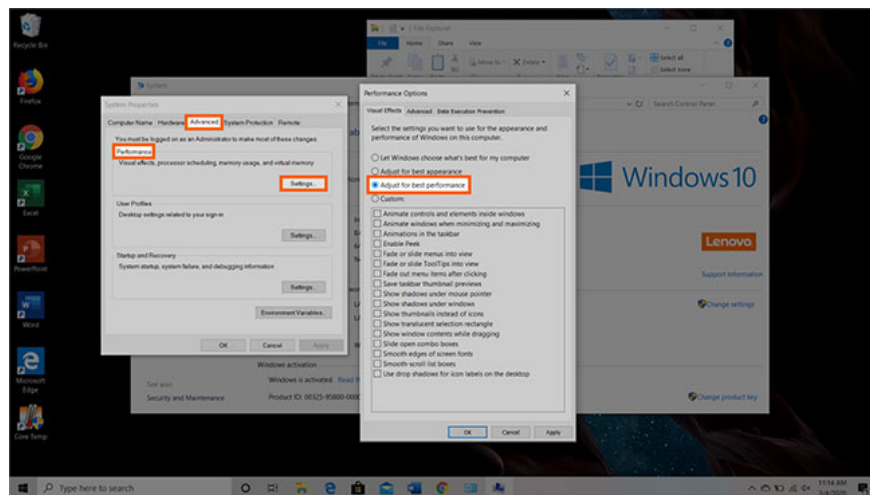 Recycle Bin
Firefox
Google
Chrome
Excel
PowerPoint
Word
Microsoft
Edge
Core Temp
File Explorer
File Home Share View
Move to Delete
Select all
Select none
System
Search Control Panel
System Properties
Computer Name Hardware Advanced System Protection Remote
You must be logged on as an Administrator to make most of these changes.
Performance
Visual effects, processor scheduling, memory usage, and virtual memory
Settings...
User Profiles
Desktop settings related to your sign-in
Settings...
Startup and Recovery
System startup, system failure, and debugging information
Settings...
Environment Variables...
OK Cancel Apply
Performance Options
Visual Effects Advanced Data Execution Prevention
Select the settings you want to use for the appearance and
performance of Windows on this computer.
Let Windows choose what's best for my computer
Adjust for best appearance
Adjust for best performance
Custom:
Animate controls and elements inside windows
Animate windows when minimizing and maximizing
Animations in the taskbar
Enable Peek
Fade or slide menus into view
Fade or slide ToolTips into view
Fade out menu items after clicking
Save taskbar thumbnail previews
Show shadows under mouse pointer
Show shadows under windows
Show thumbnails instead of icons
Show translucent selection rectangle
Show window contents while dragging
Slide open combo boxes
Smooth edges of screen fonts
Smooth-scroll list boxes
Use drop shadows for icon labels on the desktop
OK Cancel Apply
Windows 10
Lenovo
Support Information
Change settings
Windows activation
Windows is activated Read
See also
Security and Maintenance
Product ID: 00325-95800-000
Change product key
Type here to search
11:14 AM